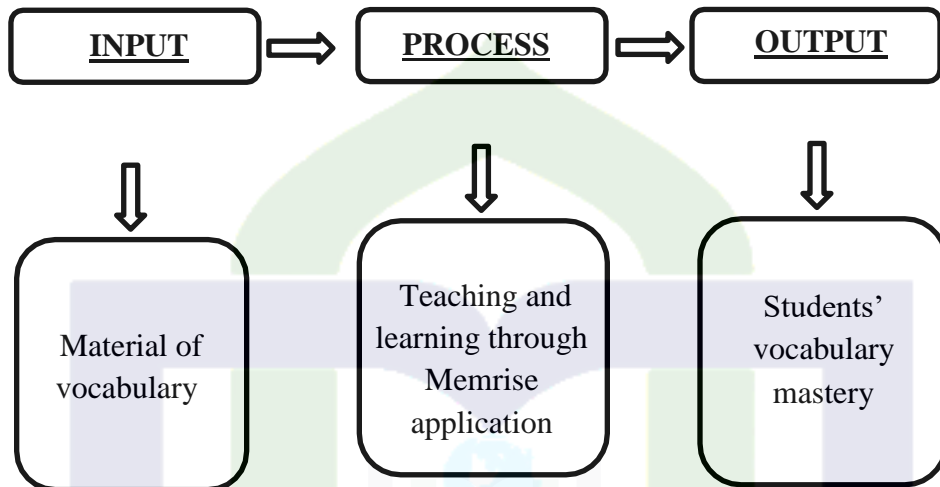 INPUT
PROCESS
OUTPUT
Material of
vocabulary
Teaching and
learning through
Memrise
application
Students’
vocabulary
mastery